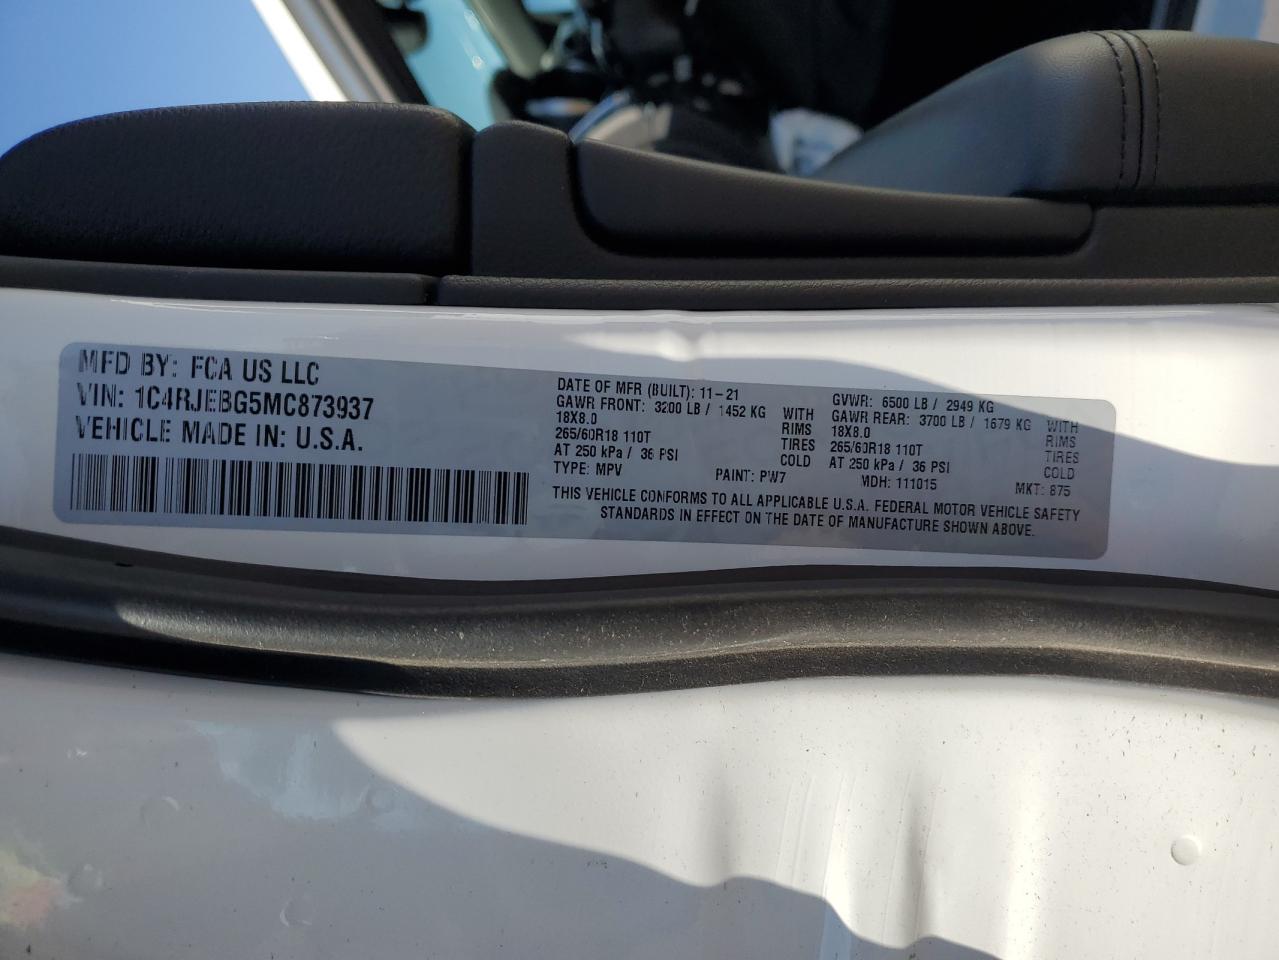 MFD BY: FCA US LLC
VIN: 1C4RJEBG5MC873937
VEHICLE MADE IN: U.S.A.
DATE OF MFR (BUILT): 11-21
GAWR FRONT: 3200 LB / 1452 KG WITH
18X8.0 RIMS
265/60R18 110T TIRES
AT 250 kPa / 36 PSI COLD
TYPE: MPV PAINT: PW7
GVWR: 6500 LB / 2949 KG
GAWR REAR: 3700 LB / 1679 KG WITH
18X8.0 RIMS
265/60R18 110T TIRES
AT 250 kPa / 36 PSI COLD
MDH: 111015 MKT: 875
THIS VEHICLE CONFORMS TO ALL APPLICABLE U.S.A. FEDERAL MOTOR VEHICLE SAFETY
STANDARDS IN EFFECT ON THE DATE OF MANUFACTURE SHOWN ABOVE.